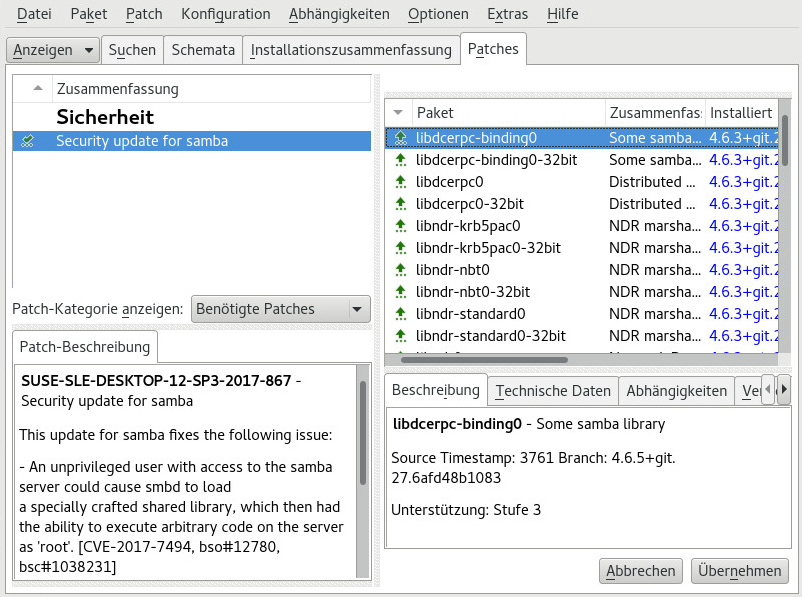 Datei Paket Patch Konfiguration Abhängigkeiten Optionen Extras Hilfe
Anzeigen Suchen Schemata Installationszusammenfassung Patches
Zusammenfassung
Sicherheit
Security update for samba
Patch-Kategorie anzeigen: Benötigte Patches
Patch-Beschreibung
SUSE-SLE-DESKTOP-12-SP3-2017-867 -
Security update for samba
This update for samba fixes the following issue:
- An unprivileged user with access to the samba
server could cause smbd to load
a specially crafted shared library, which then had
the ability to execute arbitrary code on the server
as 'root'. [CVE-2017-7494, bso#12780,
bsc#1038231]
Paket Zusammenfas: Installiert
libdcerpc-binding0 Some samba... 4.6.3+git.2
libdcerpc-binding0-32bit Some samba... 4.6.3+git.2
libdcerpc0 Distributed ... 4.6.3+git.2
libdcerpc0-32bit Distributed ... 4.6.3+git.2
libndr-krb5pac0 NDR marsha... 4.6.3+git.2
libndr-krb5pac0-32bit NDR marsha... 4.6.3+git.2
libndr-nbt0 NDR marsha... 4.6.3+git.2
libndr-nbt0-32bit NDR marsha... 4.6.3+git.2
libndr-standard0 NDR marsha... 4.6.3+git.2
libndr-standard0-32bit NDR marsha... 4.6.3+git.2
Beschreibung Technische Daten Abhängigkeiten
libdcerpc-binding0 - Some samba library
Source Timestamp: 3761 Branch: 4.6.5+git.
27.6afd48b1083
Unterstützung: Stufe 3
Abbrechen Übernehmen